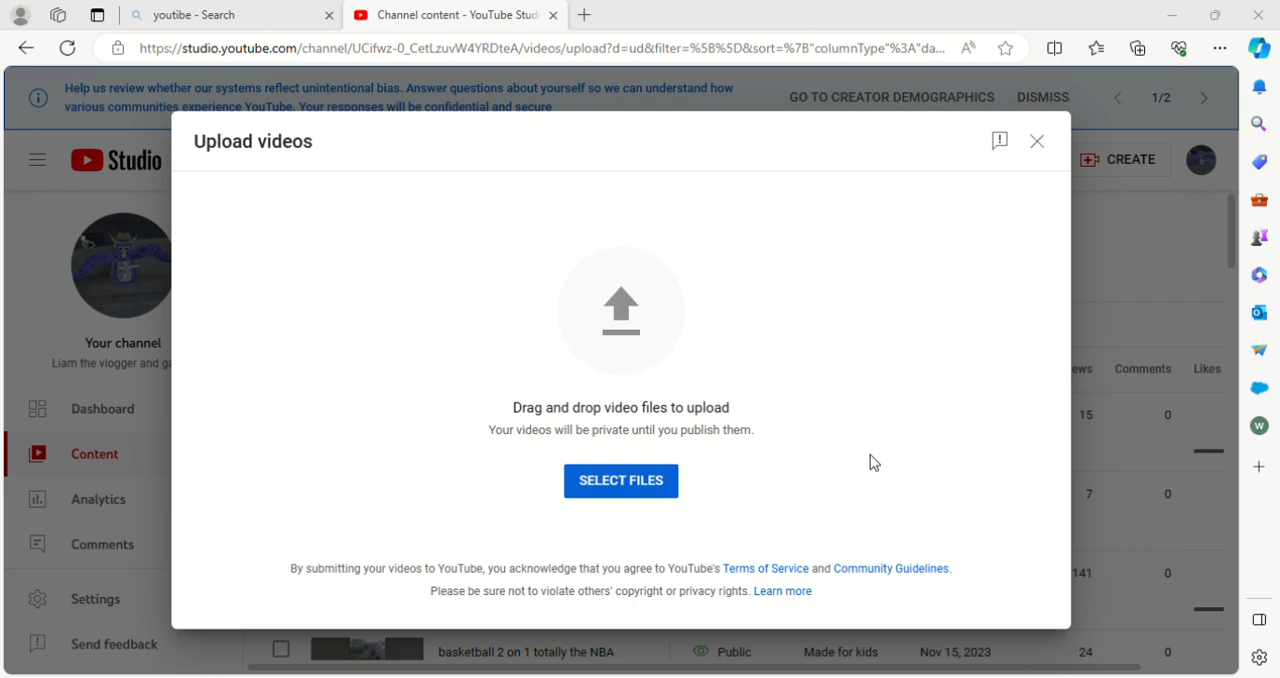 youtibe - Search
Channel content - YouTube Stud
https://studio.youtube.com/channel/UCifwz-0_CetLzuvW4YRDteA/videos/upload?d=ud&filter=%5B%5D&sort=%7B"columnType"%3A"da...
Help us review whether our systems reflect unintentional bias. Answer questions about yourself so we can understand how
various communities experience YouTube. Your responses will be confidential and secure
GO TO CREATOR DEMOGRAPHICS
DISMISS
1/2
Studio
CREATE
Upload videos
Your channel
Liam the vlogger and ga
Dashboard
Content
Analytics
Comments
Settings
Send feedback
Drag and drop video files to upload
Your videos will be private until you publish them.
SELECT FILES
By submitting your videos to YouTube, you acknowledge that you agree to YouTube's Terms of Service and Community Guidelines.
Please be sure not to violate others' copyright or privacy rights. Learn more
ews Comments Likes
15 0
7 0
141 0
basketball 2 on 1 totally the NBA Public Made for kids Nov 15, 2023 24 0
W